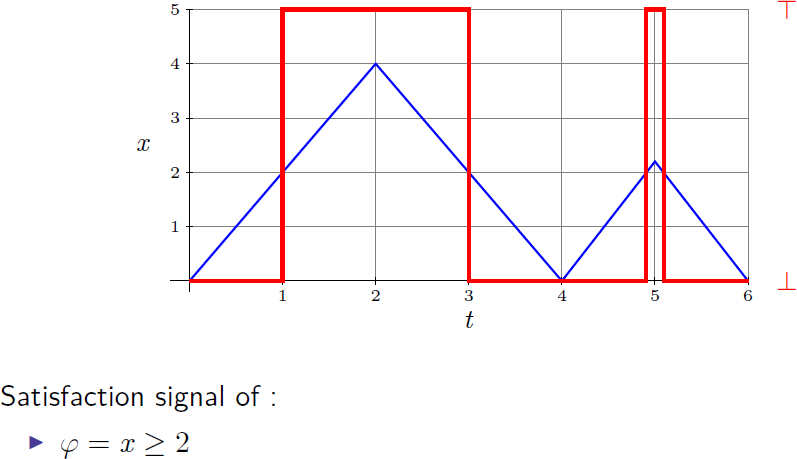 5
⊤
4
3
x
2
1
⊥
1 2 3 4 5 6
t
Satisfaction signal of :
▶ φ = x ≥ 2